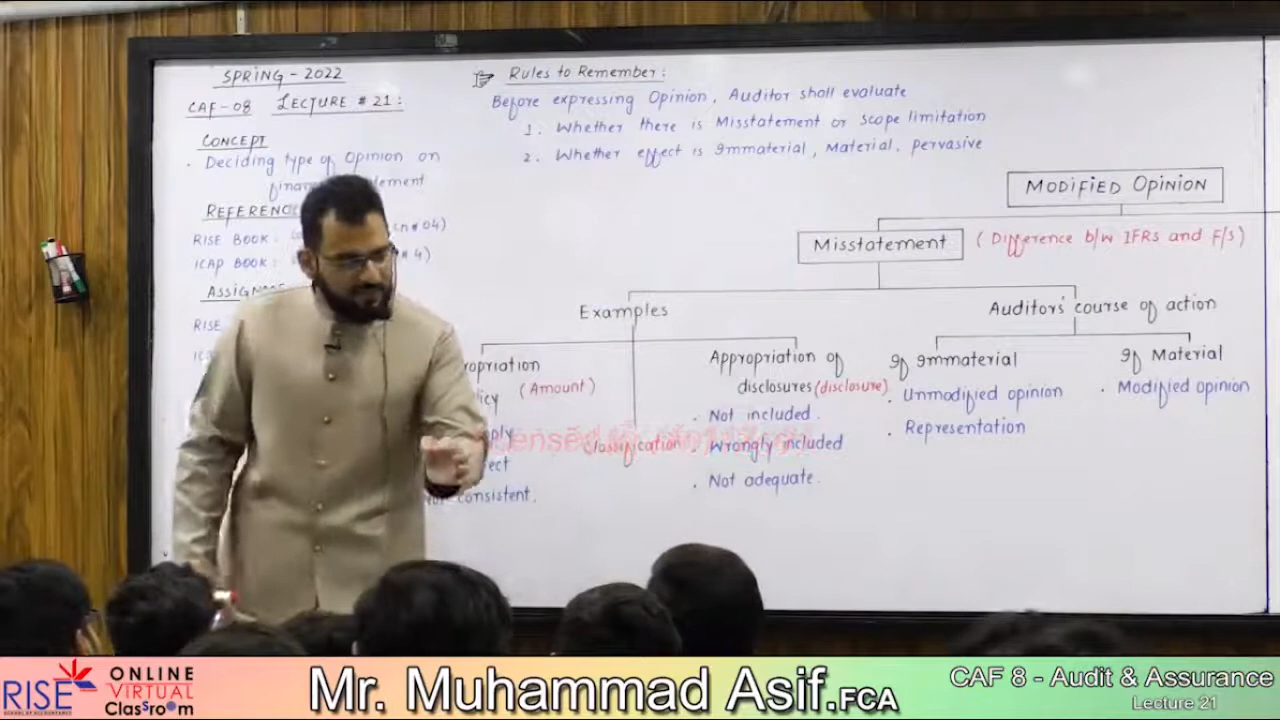 SPRING - 2022
CAF - 08 LECTURE # 21 :
CONCEPT
. Deciding type of Opinion on
RISE BOOK :
ICAP BOOK :
RISE
☞ Rules to Remember :
Before expressing Opinion, Auditor shall evaluate
1. Whether there is Misstatement or scope limitation
2. Whether effect is Immaterial, Material, pervasive
MODIFIED OPINION
Misstatement (Difference b/w IFRs and F/s)
Examples
Auditors' course of action
(Amount)
consistent.
Classification
Appropriation of
disclosures (disclosure)
. Not included.
. Wrongly included
. Not adequate.
If Immaterial
. Unmodified opinion
. Representation
If Material
. Modified opinion
RISE
ONLINE
VIRTUAL
Classroom
Mr. Muhammad Asif.FCA
CAF 8 - Audit & Assurance
Lecture 21